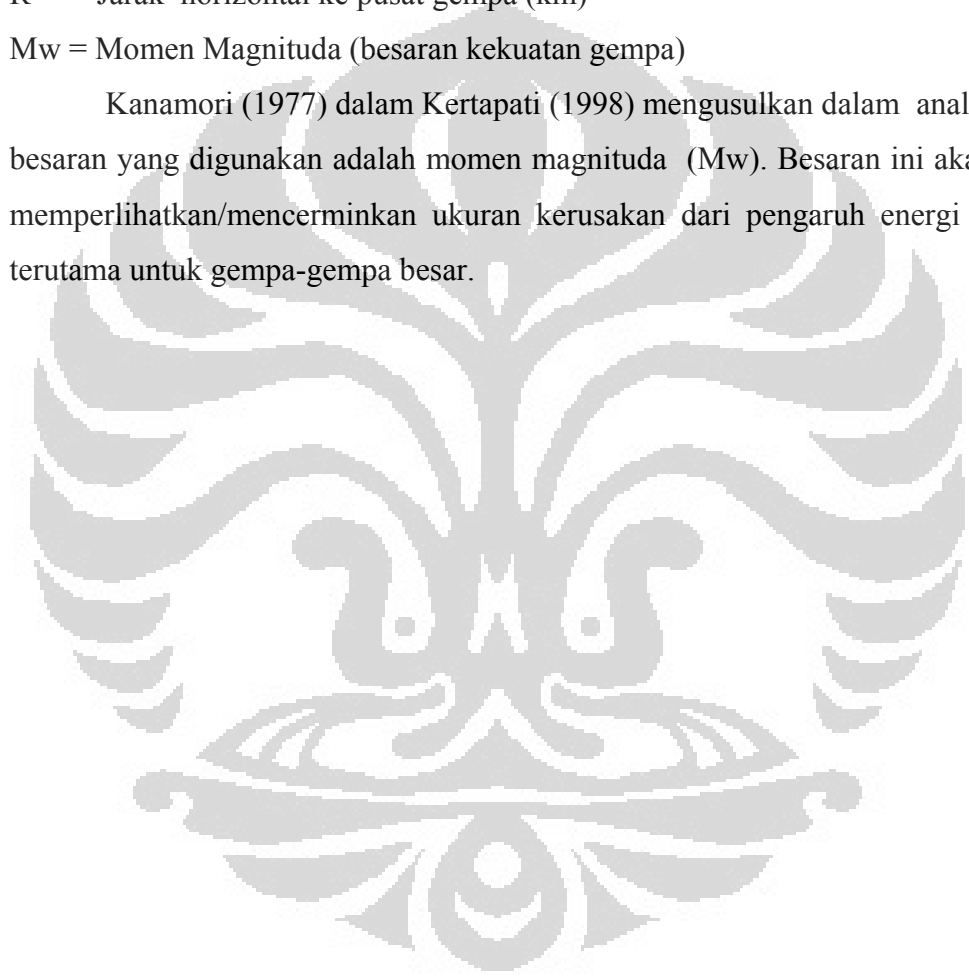 Jarak horizontal ke pusat gempa (km)
Mw = Momen Magnituda (besaran kekuatan gempa)
Kanamori (1977) dalam Kertapati (1998) mengusulkan dalam anal
besaran yang digunakan adalah momen magnituda (Mw). Besaran ini aka
memperlihatkan/mencerminkan ukuran kerusakan dari pengaruh energi
terutama untuk gempa-gempa besar.